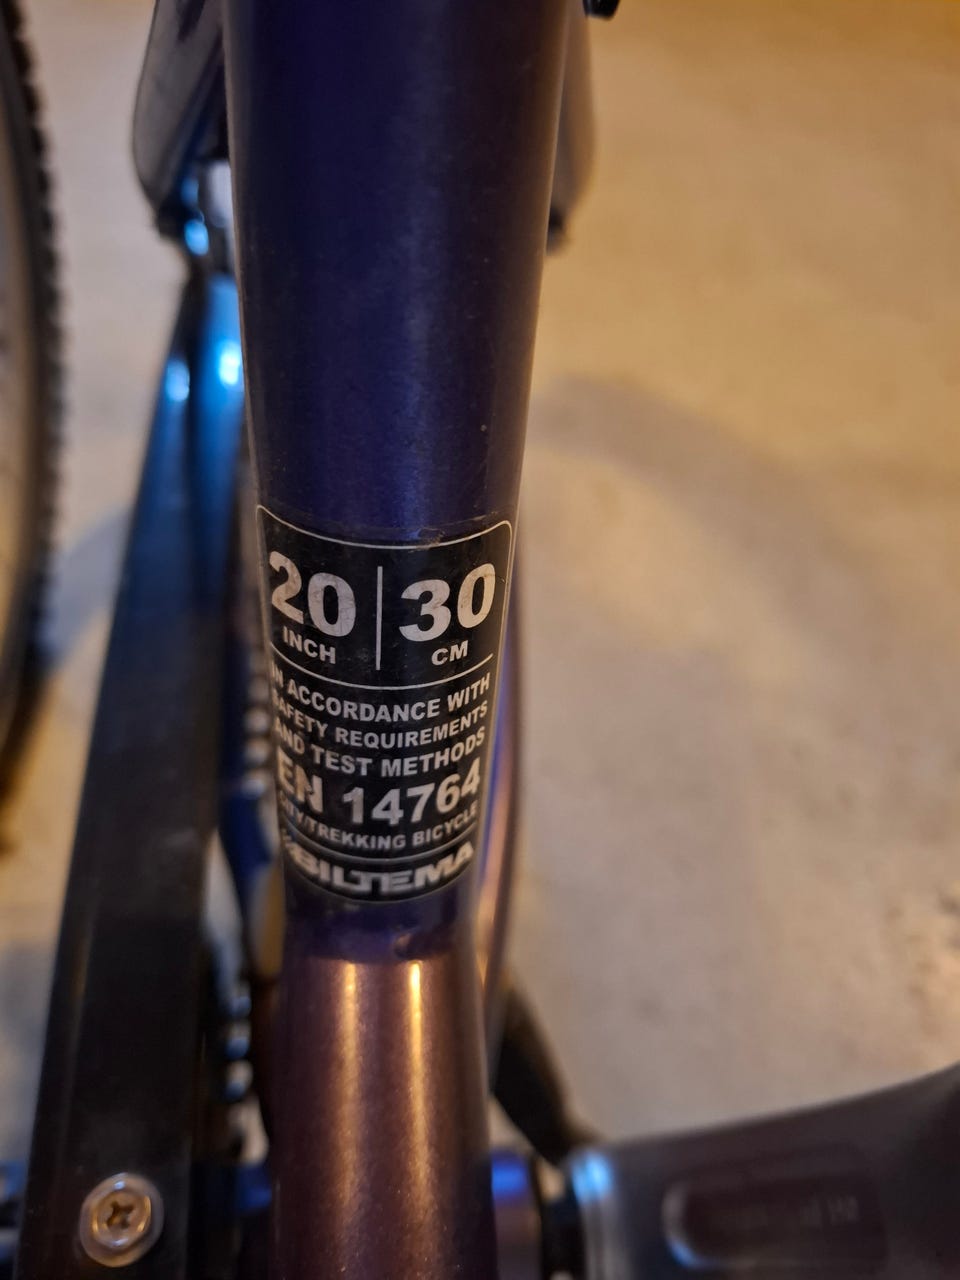 20 | 30
INCH CM
IN ACCORDANCE WITH
SAFETY REQUIREMENTS
AND TEST METHODS
EN 14764
CITY/TREKKING BICYCLE
BILTEMA